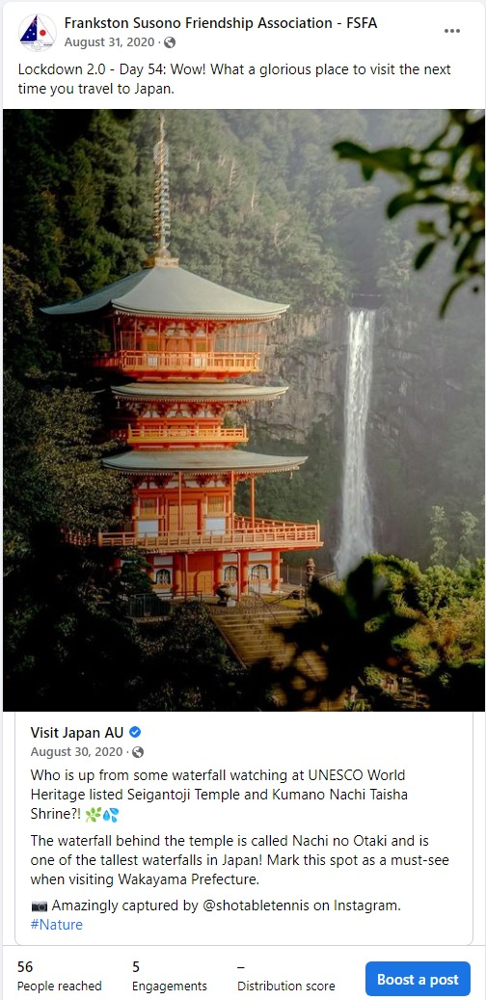 Frankston Susono Friendship Association - FSFA
August 31, 2020 ·
Lockdown 2.0 - Day 54: Wow! What a glorious place to visit the next
time you travel to Japan.
Visit Japan AU
August 30, 2020 ·
Who is up from some waterfall watching at UNESCO World
Heritage listed Seigantoji Temple and Kumano Nachi Taisha
Shrine?! 🌿💦
The waterfall behind the temple is called Nachi no Otaki and is
one of the tallest waterfalls in Japan! Mark this spot as a must-see
when visiting Wakayama Prefecture.
📷 Amazingly captured by @shotabletennis on Instagram.
#Nature
56 5 –
People reached Engagements Distribution score
Boost a post